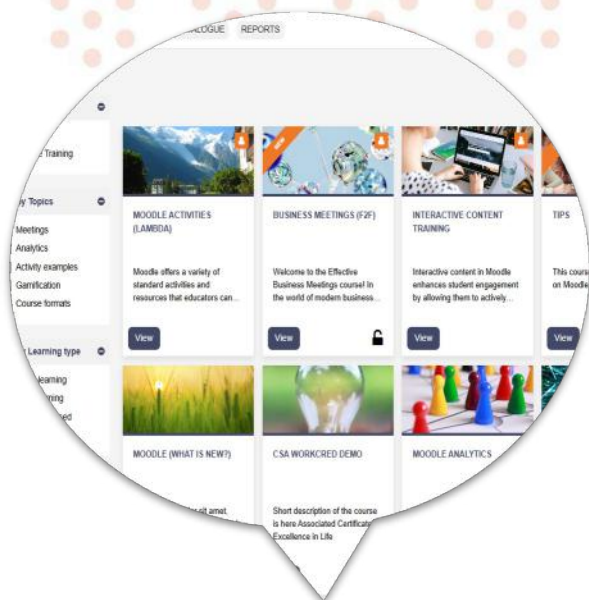 REPORTS
Training
Topics
Meetings
Analytics
Activity examples
Gamification
Course formats
Learning type
MOODLE ACTIVITIES
(LAMBDA)
Moodle offers a variety of
standard activities and
resources that educators can...
View
NEW
BUSINESS MEETINGS (F2F)
Welcome to the Effective
Business Meetings course! In
the world of modern business...
View
INTERACTIVE CONTENT
TRAINING
Interactive content in Moodle
enhances student engagement
by allowing them to actively...
View
TIPS
This course
on Moodle
View
MOODLE (WHAT IS NEW?)
sit amet,
CSA WORKCRED DEMO
Short description of the course
is here Associated Certificate
Excellence in Life
MOODLE ANALYTICS